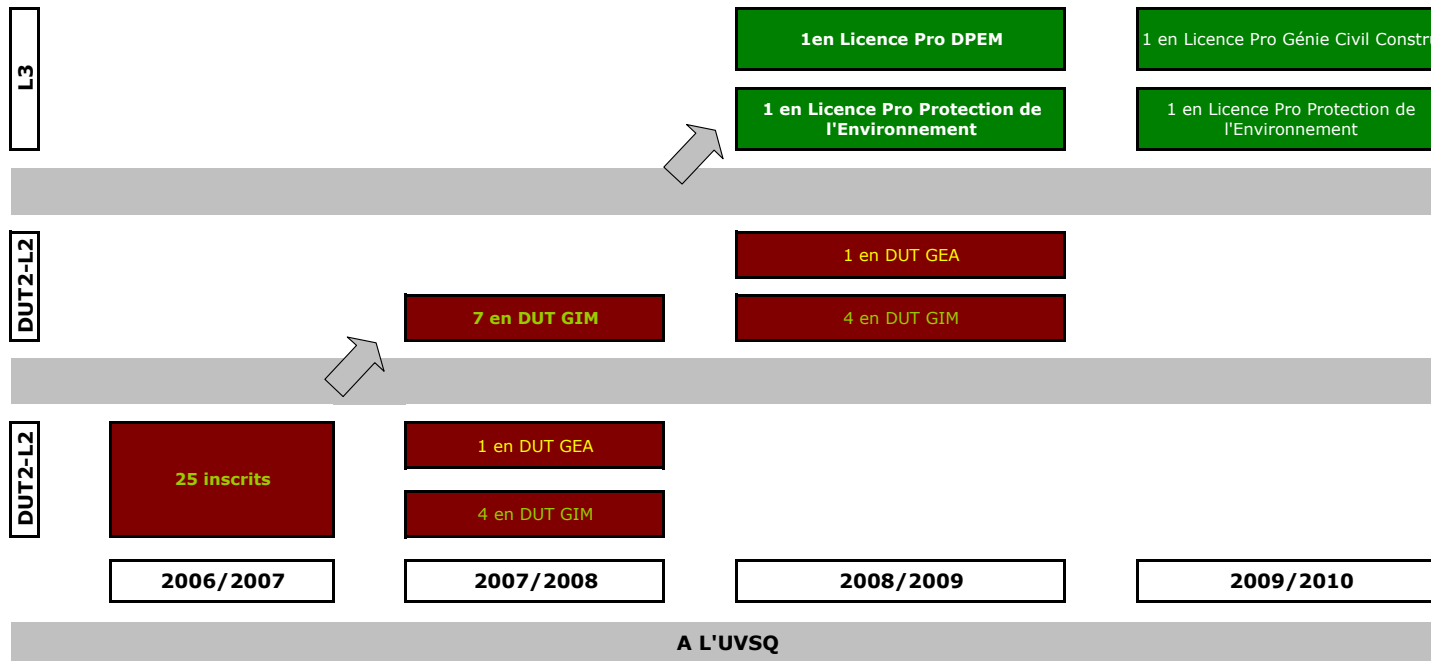 L3
1en Licence Pro DPEM
1 en Licence Pro Génie Civil Constru
1 en Licence Pro Protection de
l'Environnement
1 en Licence Pro Protection de
l'Environnement
DUT2-L2
1 en DUT GEA
7 en DUT GIM
4 en DUT GIM
DUT2-L2
25 inscrits
1 en DUT GEA
4 en DUT GIM
2006/2007
2007/2008
2008/2009
2009/2010
A L'UVSQ